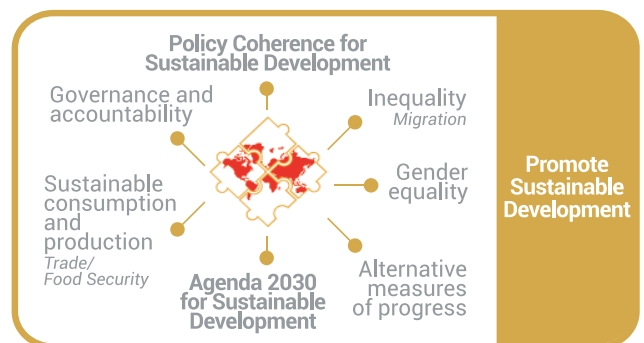 Policy Coherence for
Sustainable Development
Governance and
accountability
Inequality
Migration
Gender
equality
Sustainable
consumption
and
production
Trade/
Food Security
Agenda 2030
for Sustainable
Development
Alternative
measures
of progress
Promote
Sustainable
Development